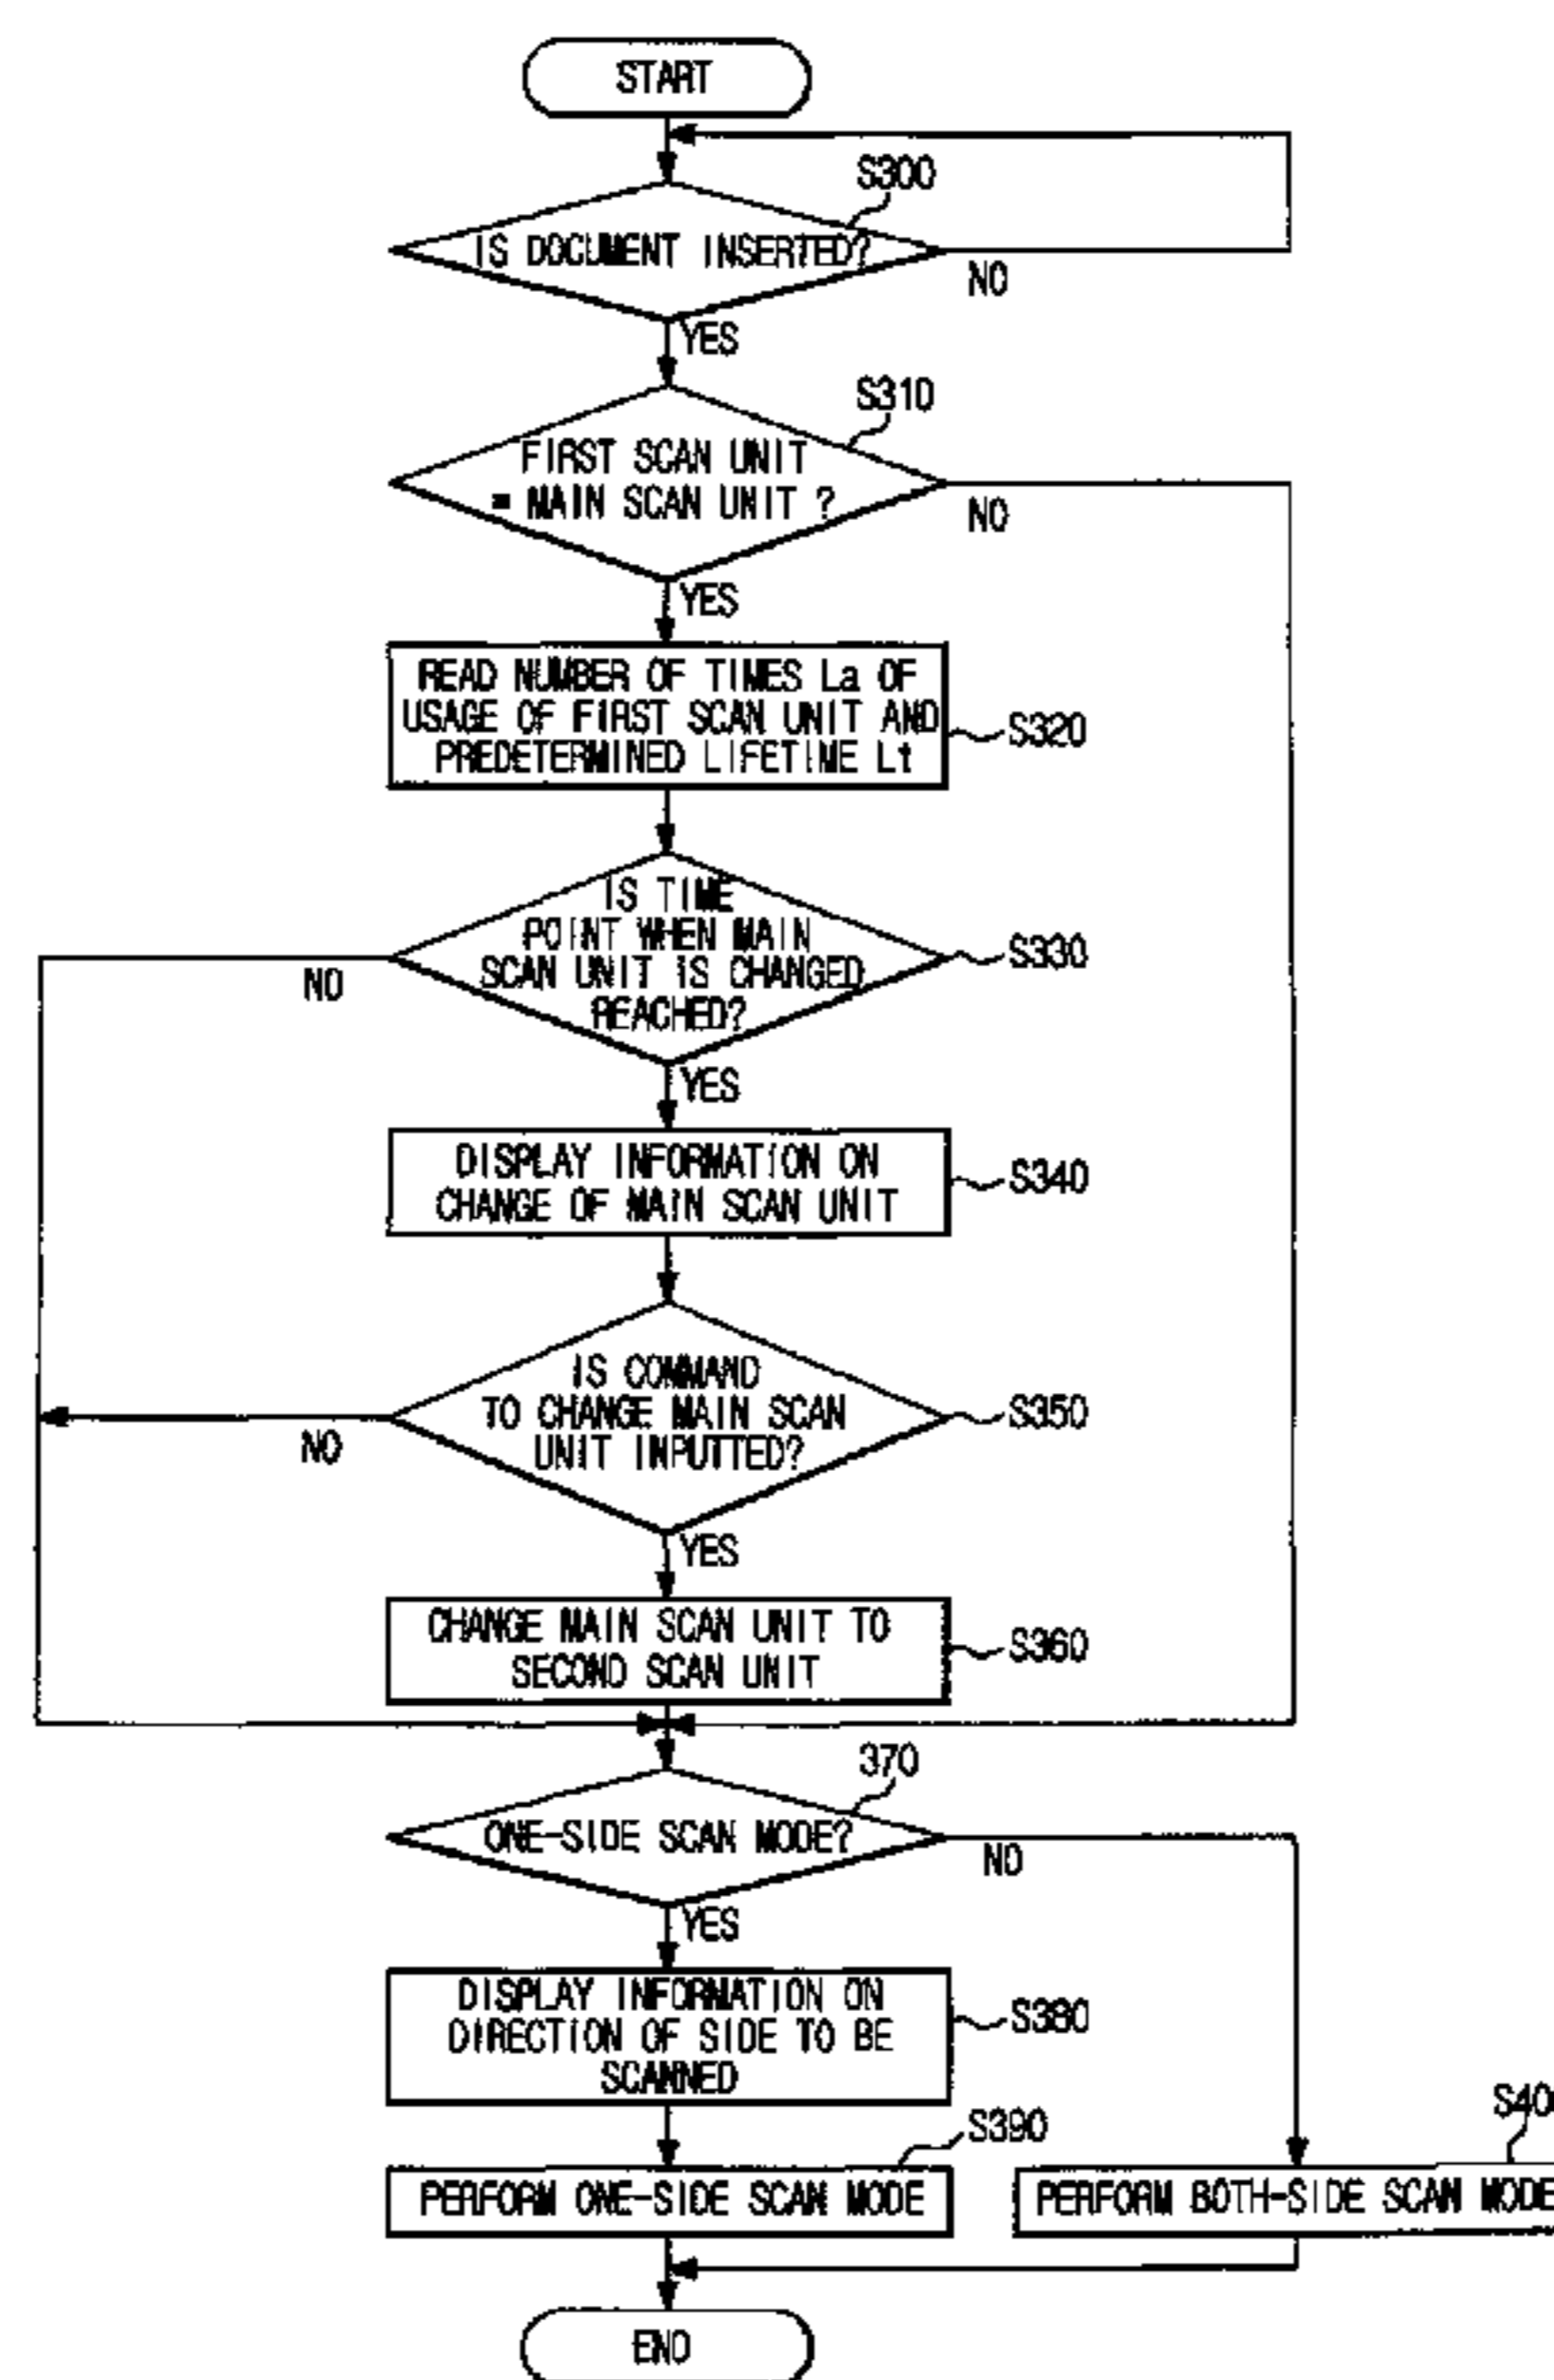 START
S300
IS DOCUMENT INSERTED?
NO
YES
S310
FIRST SCAN UNIT
= MAIN SCAN UNIT ?
NO
YES
READ NUMBER OF TIMES La OF
USAGE OF FIRST SCAN UNIT AND
PREDETERMINED LIFETIME Lt
S320
IS TIME
POINT WHEN MAIN
SCAN UNIT IS CHANGED
REACHED?
S330
NO
YES
DISPLAY INFORMATION ON
CHANGE OF MAIN SCAN UNIT
S340
IS COMMAND
TO CHANGE MAIN SCAN
UNIT INPUTTED?
S350
NO
YES
CHANGE MAIN SCAN UNIT TO
SECOND SCAN UNIT
S360
370
ONE-SIDE SCAN MODE?
NO
YES
DISPLAY INFORMATION ON
DIRECTION OF SIDE TO BE
SCANNED
S380
S390
PERFORM ONE-SIDE SCAN MODE
PERFORM BOTH-SIDE SCAN MODE
END